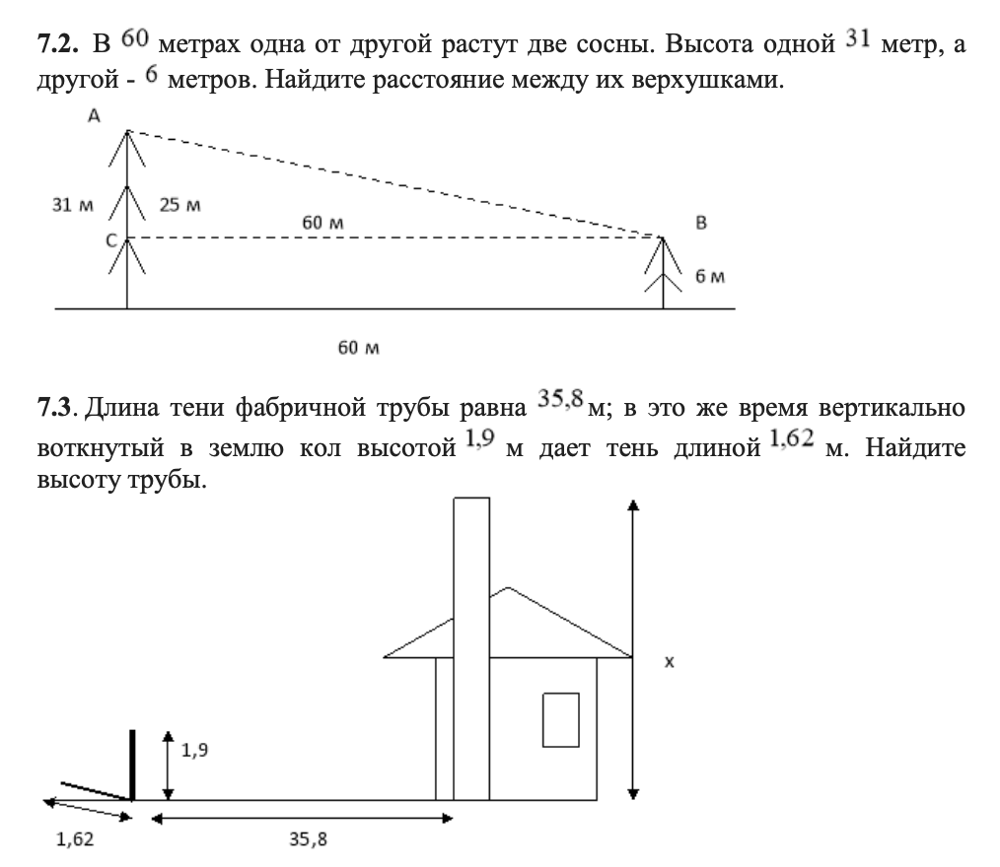 7.2. В 60 метрах одна от другой растут две сосны. Высота одной 31 метр, а
другой - 6 метров. Найдите расстояние между их верхушками.
A
31 м
25 м
60 м
B
C
6 м
60 м
7.3. Длина тени фабричной трубы равна 35,8 м; в это же время вертикально
воткнутый в землю кол высотой 1,9 м дает тень длиной 1,62 м. Найдите
высоту трубы.
x
1,9
1,62
35,8